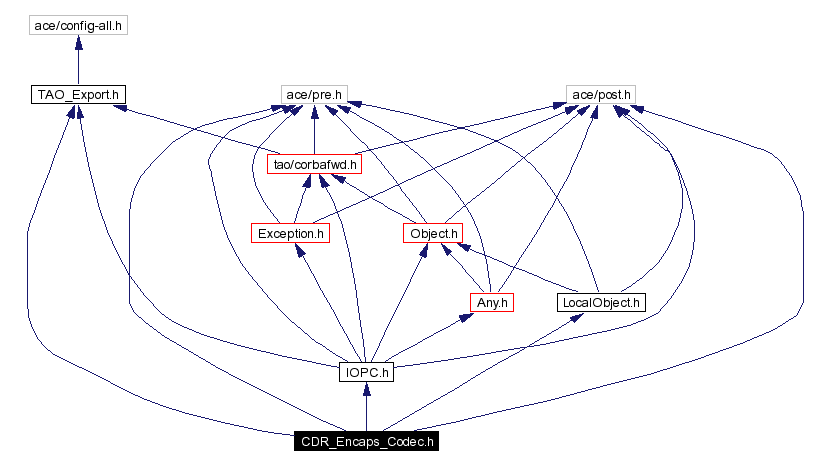 ace/config-all.h
TAO_Export.h
ace/pre.h
ace/post.h
tao/corbafwd.h
Exception.h
Object.h
Any.h
LocalObject.h
IOPC.h
CDR_Encaps_Codec.h